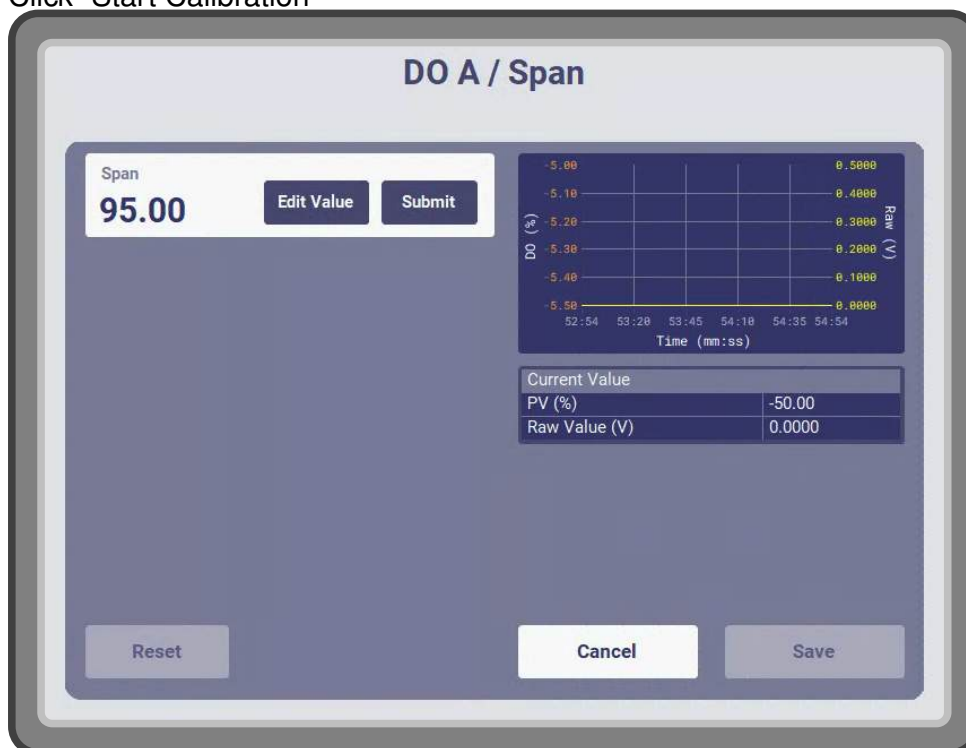 Click "Start Calibration"
DO A / Span
Span
95.00
Edit Value
Submit
-5.00
-5.10
-5.20
-5.30
-5.40
-5.50
DO (%)
0.5000
0.4000
0.3000
0.2000
0.1000
0.0000
Raw (V)
52:54 53:20 53:45 54:10 54:35 54:54
Time (mm:ss)
Current Value
PV (%) -50.00
Raw Value (V) 0.0000
Reset
Cancel
Save